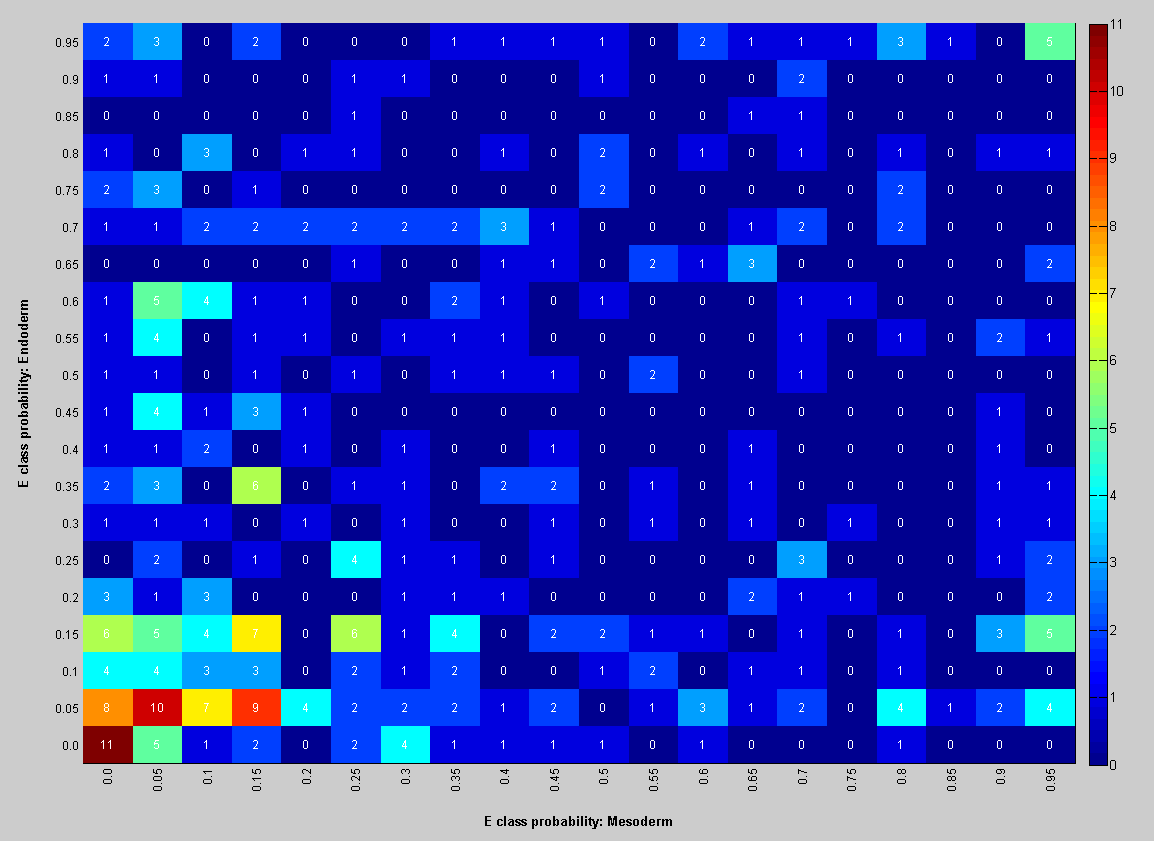 0.95 2 3 0 2 0 0 0 1 1 1 1 0 2 1 1 1 3 1 0 5
0.9 1 1 0 0 0 1 1 0 0 0 1 0 0 0 2 0 0 0 0 0
0.85 0 0 0 0 0 1 0 0 0 0 0 0 0 1 1 0 0 0 0 0
0.8 1 0 3 0 1 1 0 0 1 0 2 0 1 0 1 0 1 0 1 1
0.75 2 3 0 1 0 0 0 0 0 0 2 0 0 0 0 0 2 0 0 0
0.7 1 1 2 2 2 2 2 2 3 1 0 0 0 1 2 0 2 0 0 0
0.65 0 0 0 0 0 1 0 0 1 1 0 2 1 3 0 0 0 0 0 2
0.6 1 5 4 1 1 0 0 2 1 0 1 0 0 0 1 1 0 0 0 0
0.55 1 4 0 1 1 0 1 1 1 0 0 0 0 0 1 0 1 0 2 1
0.5 1 1 0 1 0 1 0 1 1 1 0 2 0 0 1 0 0 0 0 0
0.45 1 4 1 3 1 0 0 0 0 0 0 0 0 0 0 0 0 0 1 0
0.4 1 1 2 0 1 0 1 0 0 1 0 0 0 1 0 0 0 0 1 0
0.35 2 3 0 6 0 1 1 0 2 2 0 1 0 1 0 0 0 0 1 1
0.3 1 1 1 0 1 0 1 0 0 1 0 1 0 1 0 1 0 0 1 1
0.25 0 2 0 1 0 4 1 1 0 1 0 0 0 0 3 0 0 0 1 2
0.2 3 1 3 0 0 0 1 1 1 0 0 0 0 2 1 1 0 0 0 2
0.15 6 5 4 7 0 6 1 4 0 2 2 1 1 0 1 0 1 0 3 5
0.1 4 4 3 3 0 2 1 2 0 0 1 2 0 1 1 0 1 0 0 0
0.05 8 10 7 9 4 2 2 2 1 2 0 1 3 1 2 0 4 1 2 4
0.0 11 5 1 2 0 2 4 1 1 1 1 0 1 0 0 0 1 0 0 0
0.0 0.05 0.1 0.15 0.2 0.25 0.3 0.35 0.4 0.45 0.5 0.55 0.6 0.65 0.7 0.75 0.8 0.85 0.9 0.95
E class probability: Mesoderm
E class probability: Endoderm
11
10
9
8
7
6
5
4
3
2
1
0